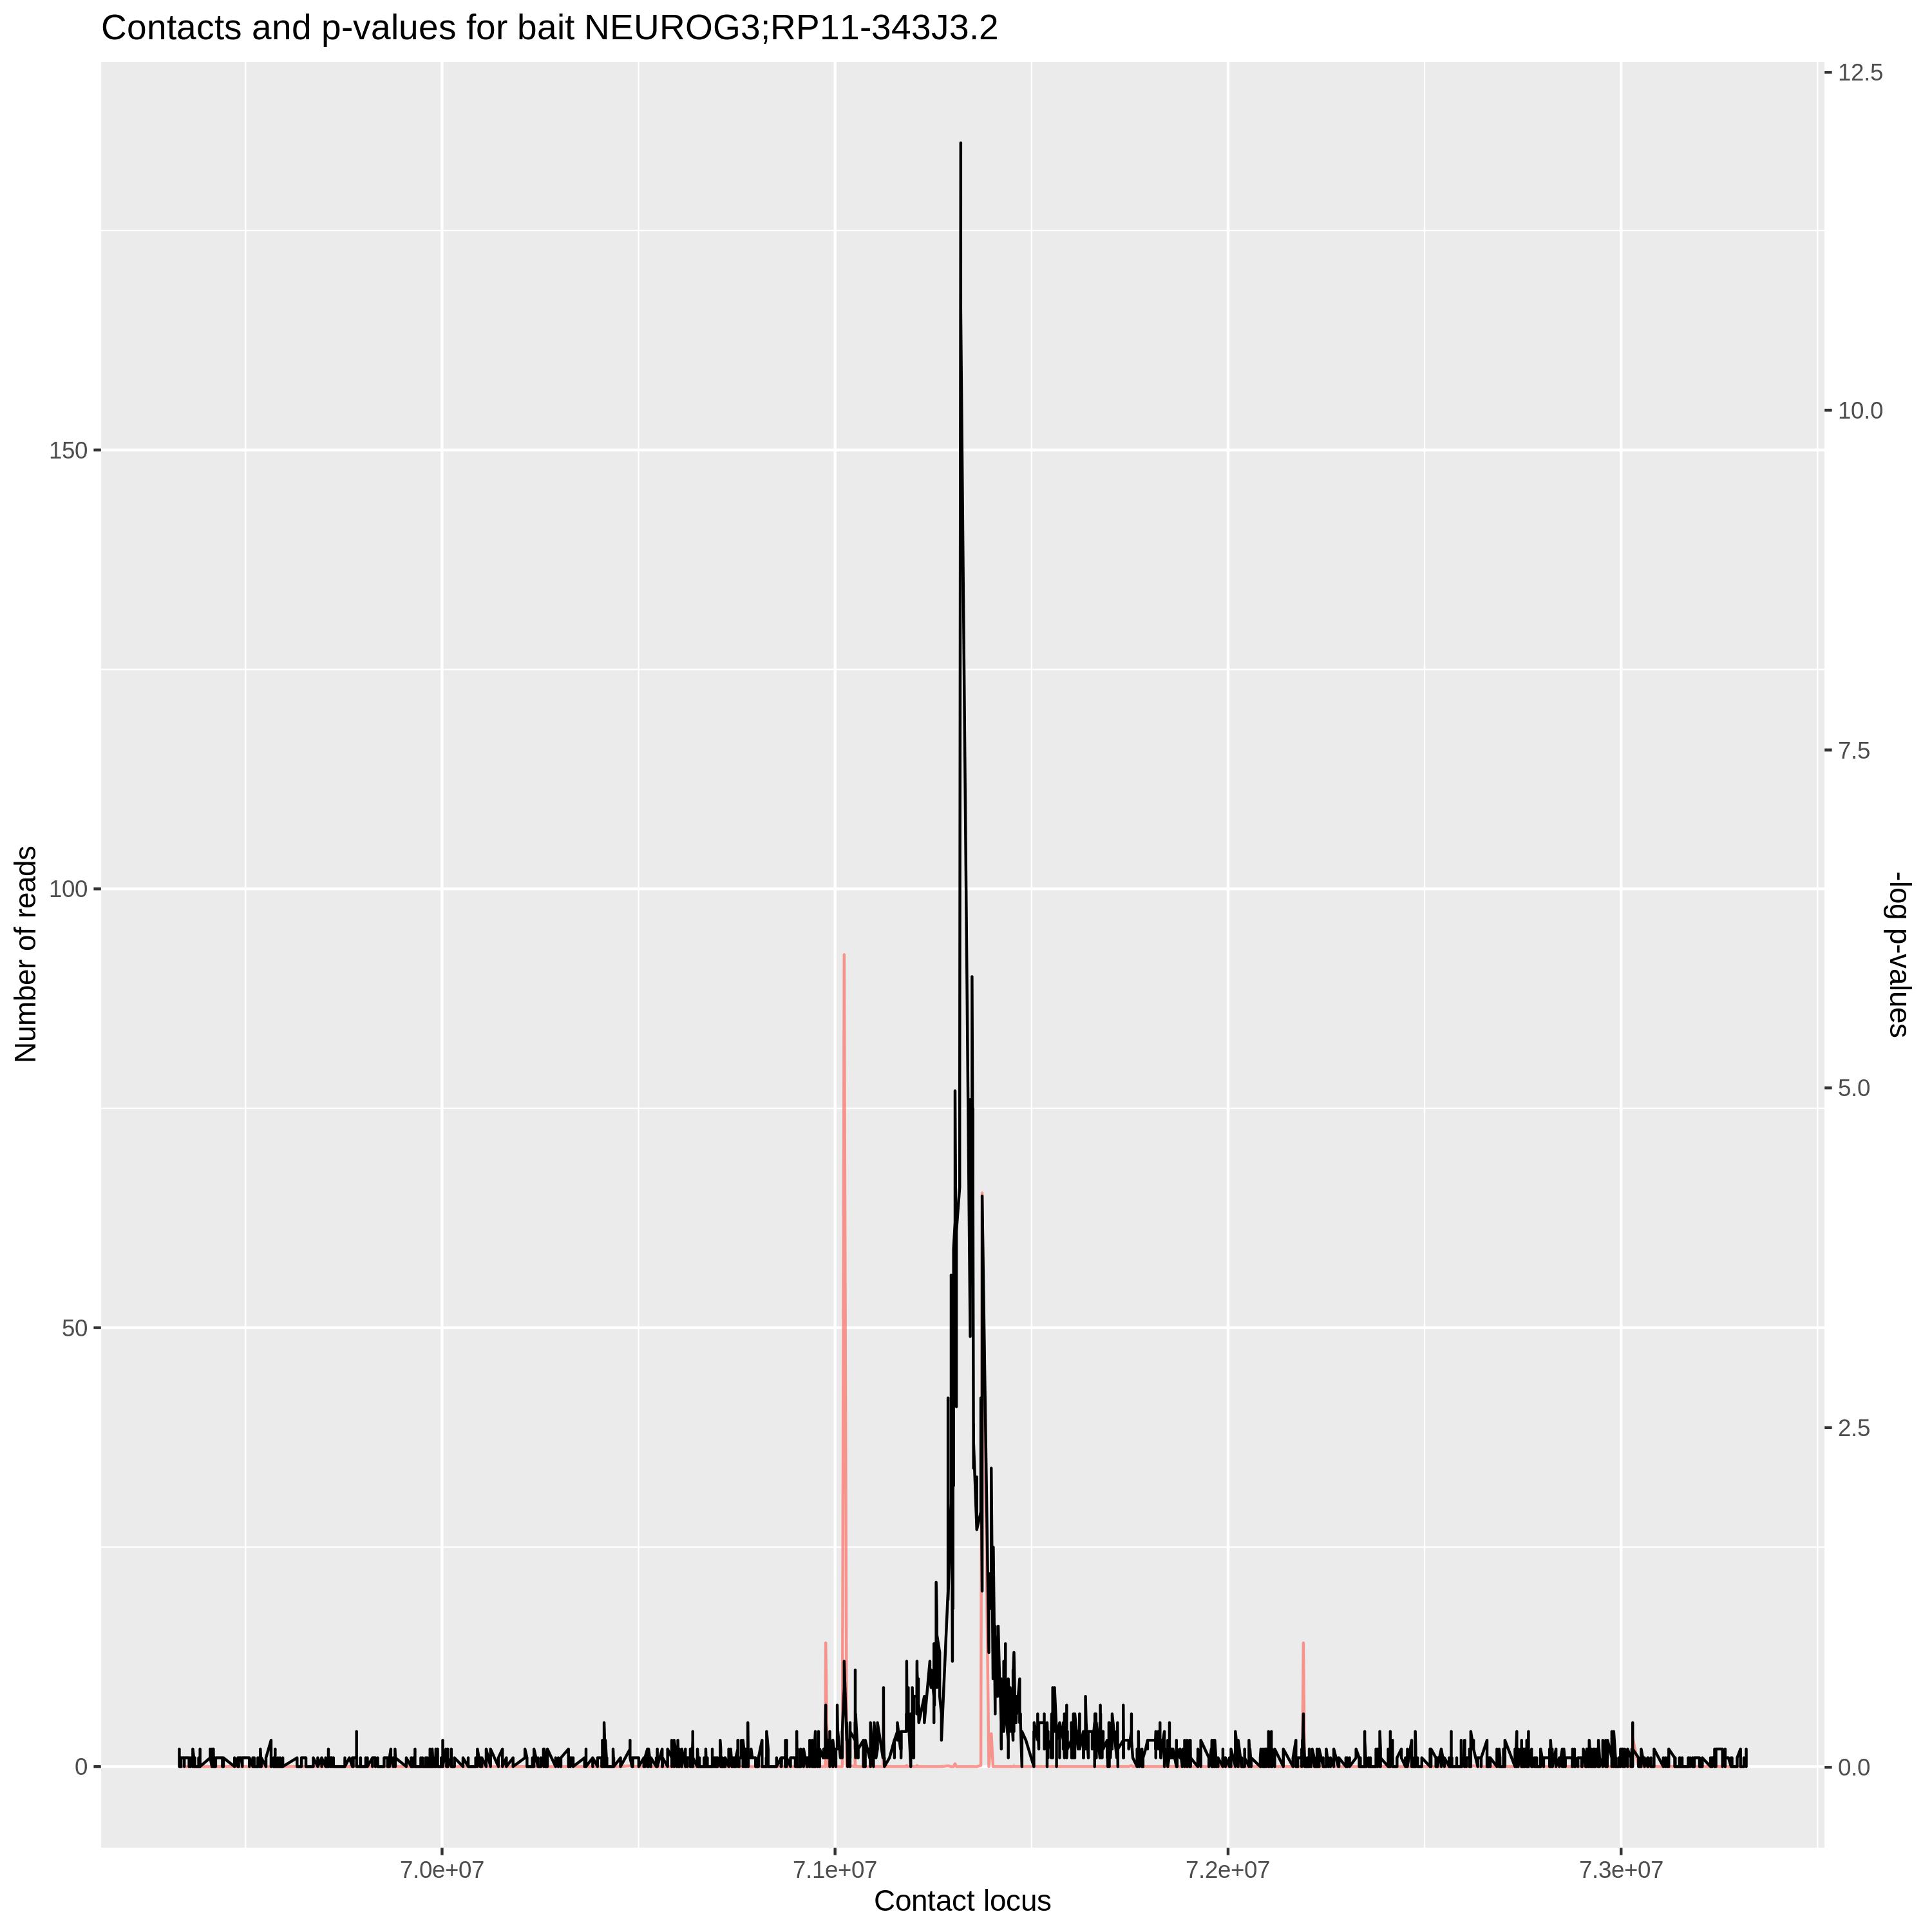 Contacts and p-values for bait NEUROG3;RP11-343J3.2
Number of reads
150
100
50
0
12.5
10.0
7.5
5.0
2.5
0.0
-log p-values
7.0e+07
7.1e+07
7.2e+07
7.3e+07
Contact locus